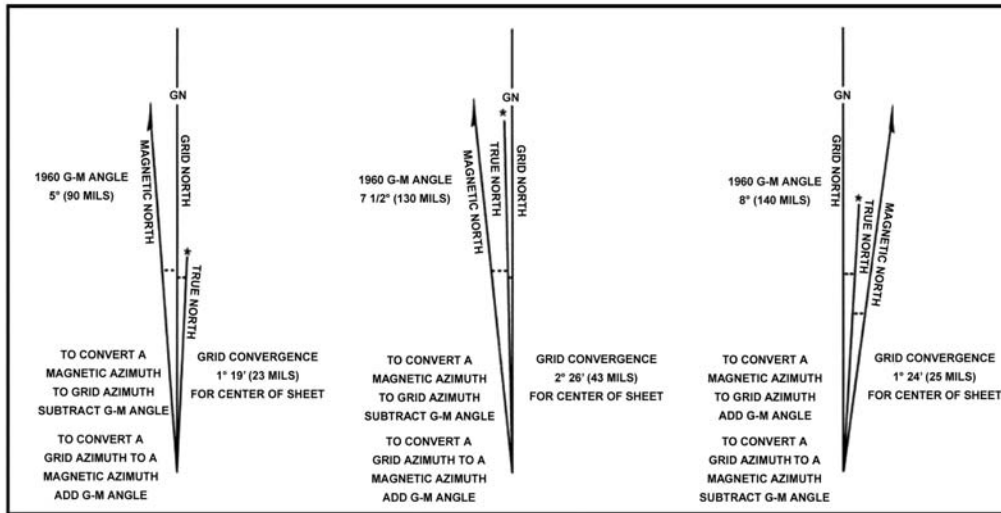 GN
MAGNETIC NORTH
GRID NORTH
1960 G-M ANGLE
5° (90 MILS)
*
TRUE NORTH
TO CONVERT A
MAGNETIC AZIMUTH
TO GRID AZIMUTH
SUBTRACT G-M ANGLE
GRID CONVERGENCE
1° 19' (23 MILS)
FOR CENTER OF SHEET
TO CONVERT A
GRID AZIMUTH TO A
MAGNETIC AZIMUTH
ADD G-M ANGLE
GN
*
MAGNETIC NORTH
TRUE NORTH
GRID NORTH
1960 G-M ANGLE
7 1/2° (130 MILS)
TO CONVERT A
MAGNETIC AZIMUTH
TO GRID AZIMUTH
SUBTRACT G-M ANGLE
GRID CONVERGENCE
2° 26' (43 MILS)
FOR CENTER OF SHEET
TO CONVERT A
GRID AZIMUTH TO A
MAGNETIC AZIMUTH
ADD G-M ANGLE
GN
GRID NORTH
1960 G-M ANGLE
8° (140 MILS)
*
TRUE NORTH
MAGNETIC NORTH
TO CONVERT A
MAGNETIC AZIMUTH
TO GRID AZIMUTH
ADD G-M ANGLE
GRID CONVERGENCE
1° 24' (25 MILS)
FOR CENTER OF SHEET
TO CONVERT A
GRID AZIMUTH TO A
MAGNETIC AZIMUTH
SUBTRACT G-M ANGLE